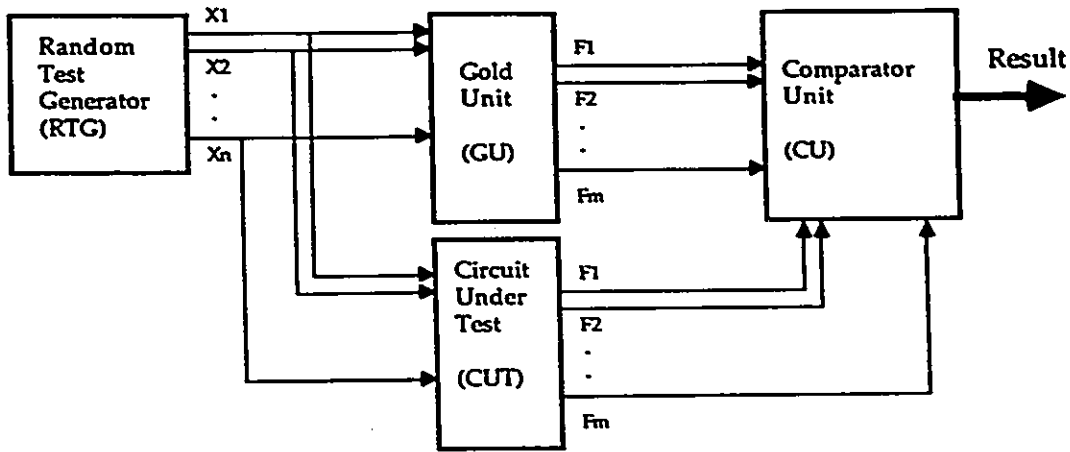 Random
Test
Generator
(RTG)
X1
X2
.
.
Xn
Gold
Unit
(GU)
F1
F2
.
.
Fm
Comparator
Unit
(CU)
Result
Circuit
Under
Test
(CUT)
F1
F2
.
.
Fm